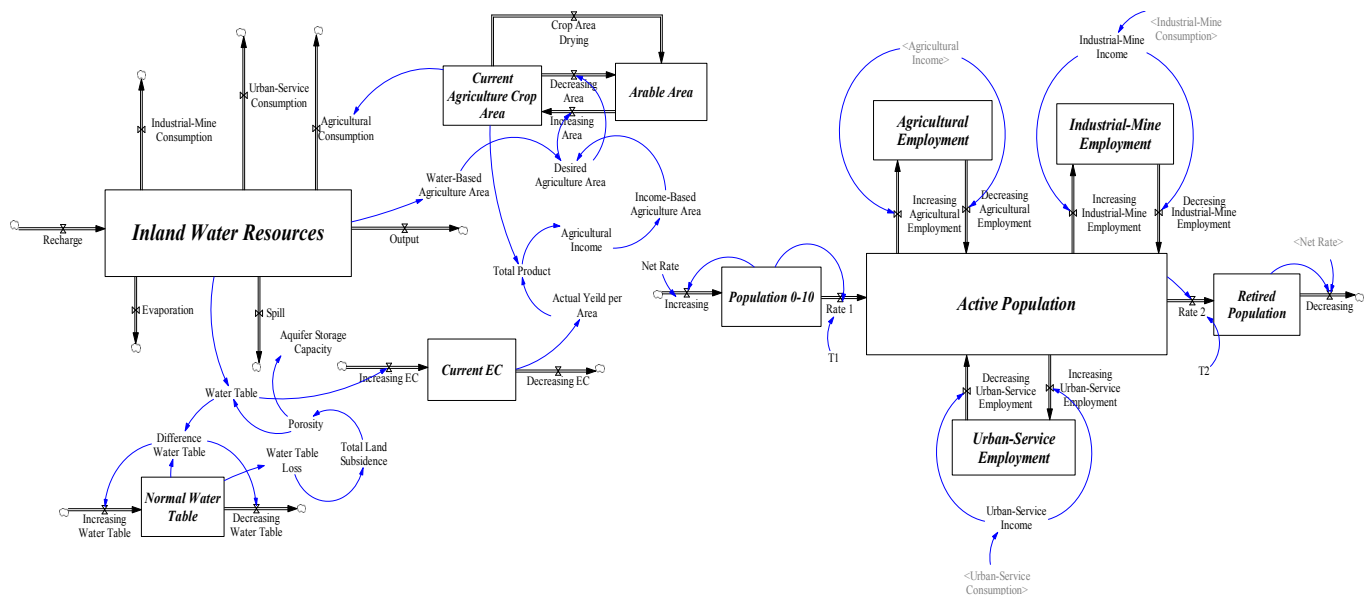 Crop Area
Drying
Current
Agriculture Crop
Area
Decreasing
Area
Arable Area
Increasing
Area
Urban-Service
Consumption
Industrial-Mine
Consumption
Agricultural
Consumption
Water-Based
Agriculture Area
Desired
Agriculture Area
Income-Based
Agriculture Area
Inland Water Resources
Recharge
Output
Agricultural
Income
Total Product
Evaporation
Spill
Actual Yeild per
Area
Aquifer Storage
Capacity
Increasing EC
Current EC
Decreasing EC
Water Table
Porosity
Difference
Water Table
Water Table
Loss
Total Land
Subsidence
Normal Water
Table
Increasing
Water Table
Decreasing
Water Table
<Agricultural
Income>
Industrial-Mine
Income
<Industrial-Mine
Consumption>
Agricultural
Employment
Industrial-Mine
Employment
Increasing
Agricultural
Employment
Decreasing
Agricultural
Employment
Increasing
Industrial-Mine
Employment
Decresing
Industrial-Mine
Employment
Net Rate
Increasing
Population 0-10
Rate 1
T1
Active Population
Rate 2
T2
Retired
Population
<Net Rate>
Decreasing
Decreasing
Urban-Service
Employment
Increasing
Urban-Service
Employment
Urban-Service
Employment
Urban-Service
Income
<Urban-Service
Consumption>